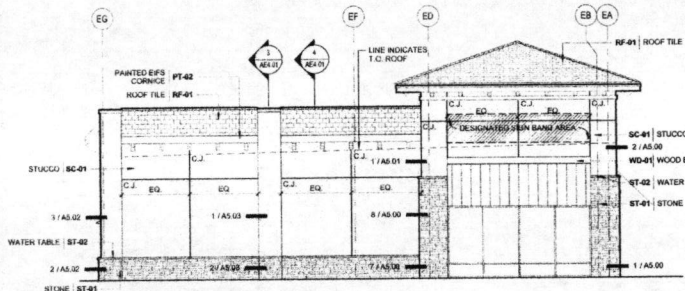 EG
EF
ED
EB
EA
3
AE4-01
4
AE4-01
LINE INDICATES
T.O. ROOF
RF-01 | ROOF TILE
PAINTED EIFS
CORNICE | PT-02
ROOF TILE | RF-01
C.J.
EQ.
EQ.
C.J.
C.J.
C.J.
DESIGNATED SIGN BAND AREA
SC-01 | STUCCO
2 / A5.00
C.J.
C.J.
1 / A5.01
WD-01 | WOOD
STUCCO | SC-01
C.J.
EQ.
EQ.
C.J.
EQ.
EQ.
ST-02 | WATER
ST-01 | STONE
3 / A5.02
1 / A5.03
8 / A5.00
WATER TABLE | ST-02
2 / A5.02
7 / A5.00
1 / A5.00
STONE | ST-01